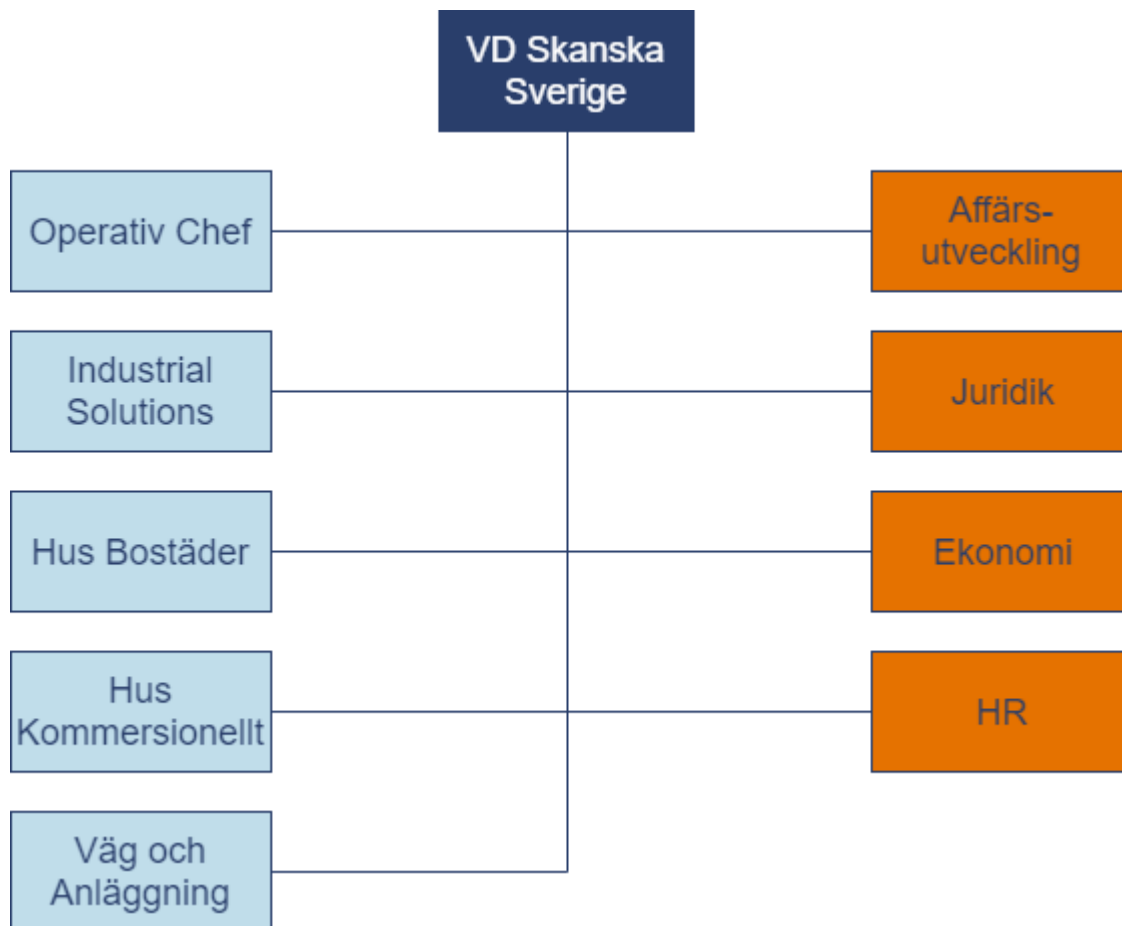 VD Skanska
Sverige
Operativ Chef
Affärs-
utveckling
Industrial
Solutions
Juridik
Hus Bostäder
Ekonomi
Hus
Kommersionellt
HR
Väg och
Anläggning